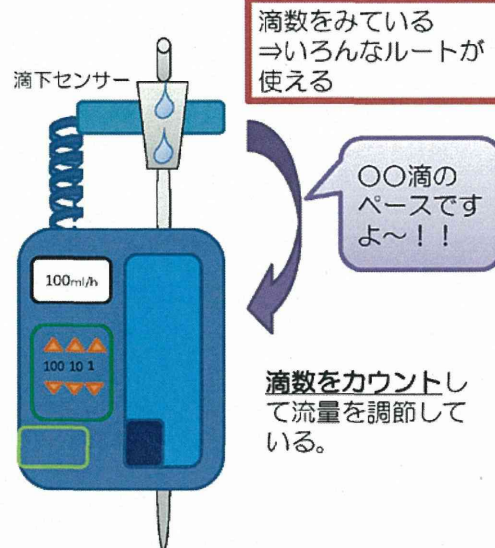 滴数をみている
⇒いろんなルートが
使える
滴下センサー
〇〇滴の
ペースです
よ～！！
100ml/h
100 10 1
滴数をカウントし
て流量を調節して
いる。